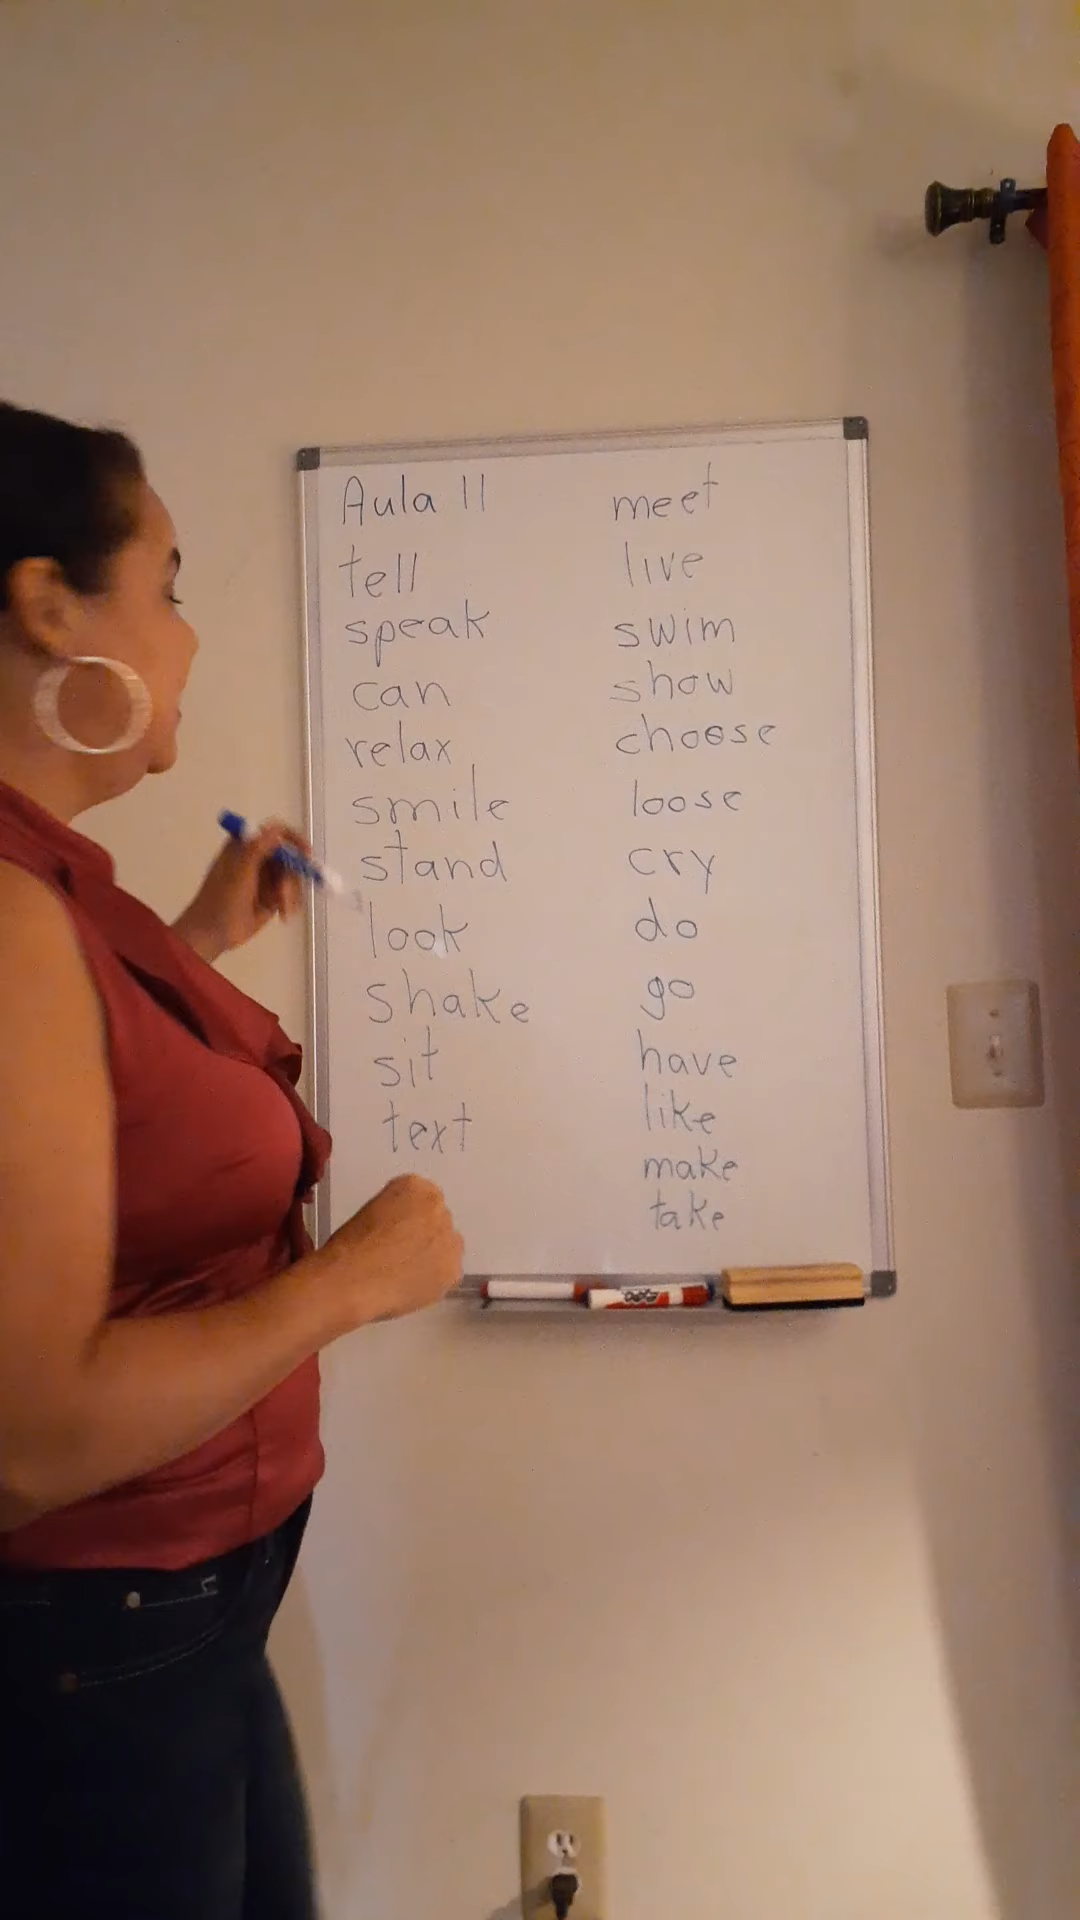 Aula 11
tell
speak
can
relax
smile
stand
look
shake
sit
text
meet
live
swim
show
choose
loose
cry
do
go
have
like
make
take
EXPO